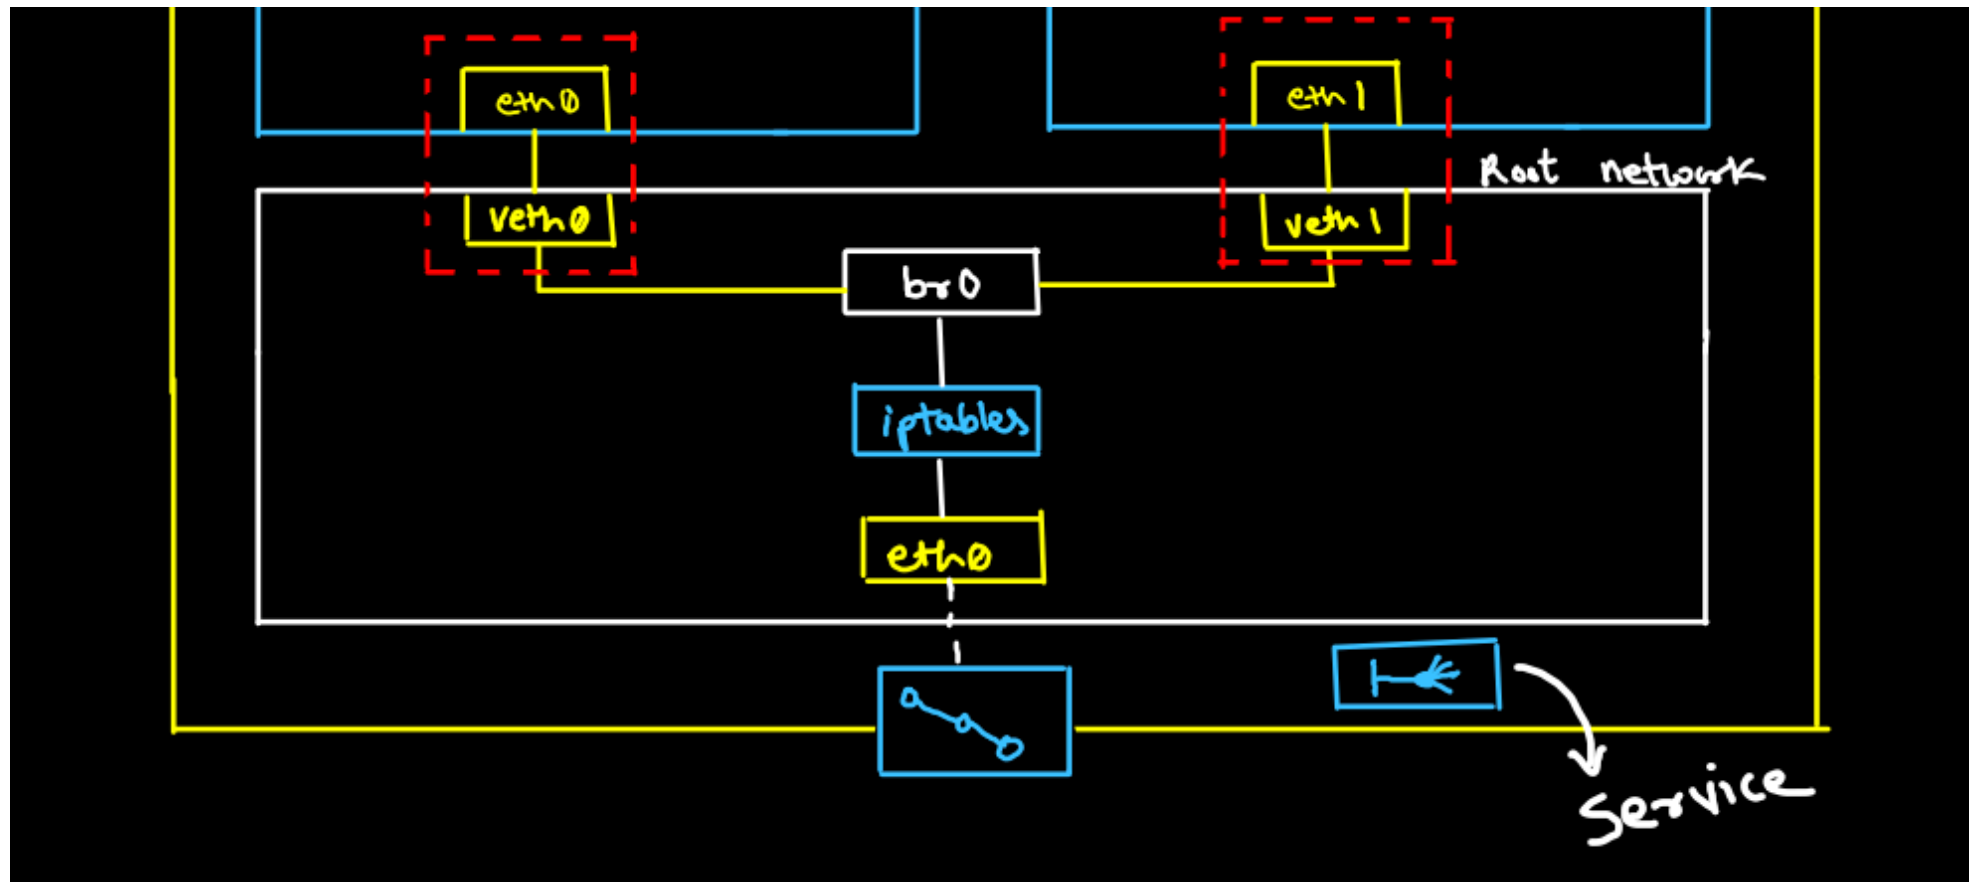 eth0
eth1
Root network
veth0
veth1
br0
iptables
eth0
Service